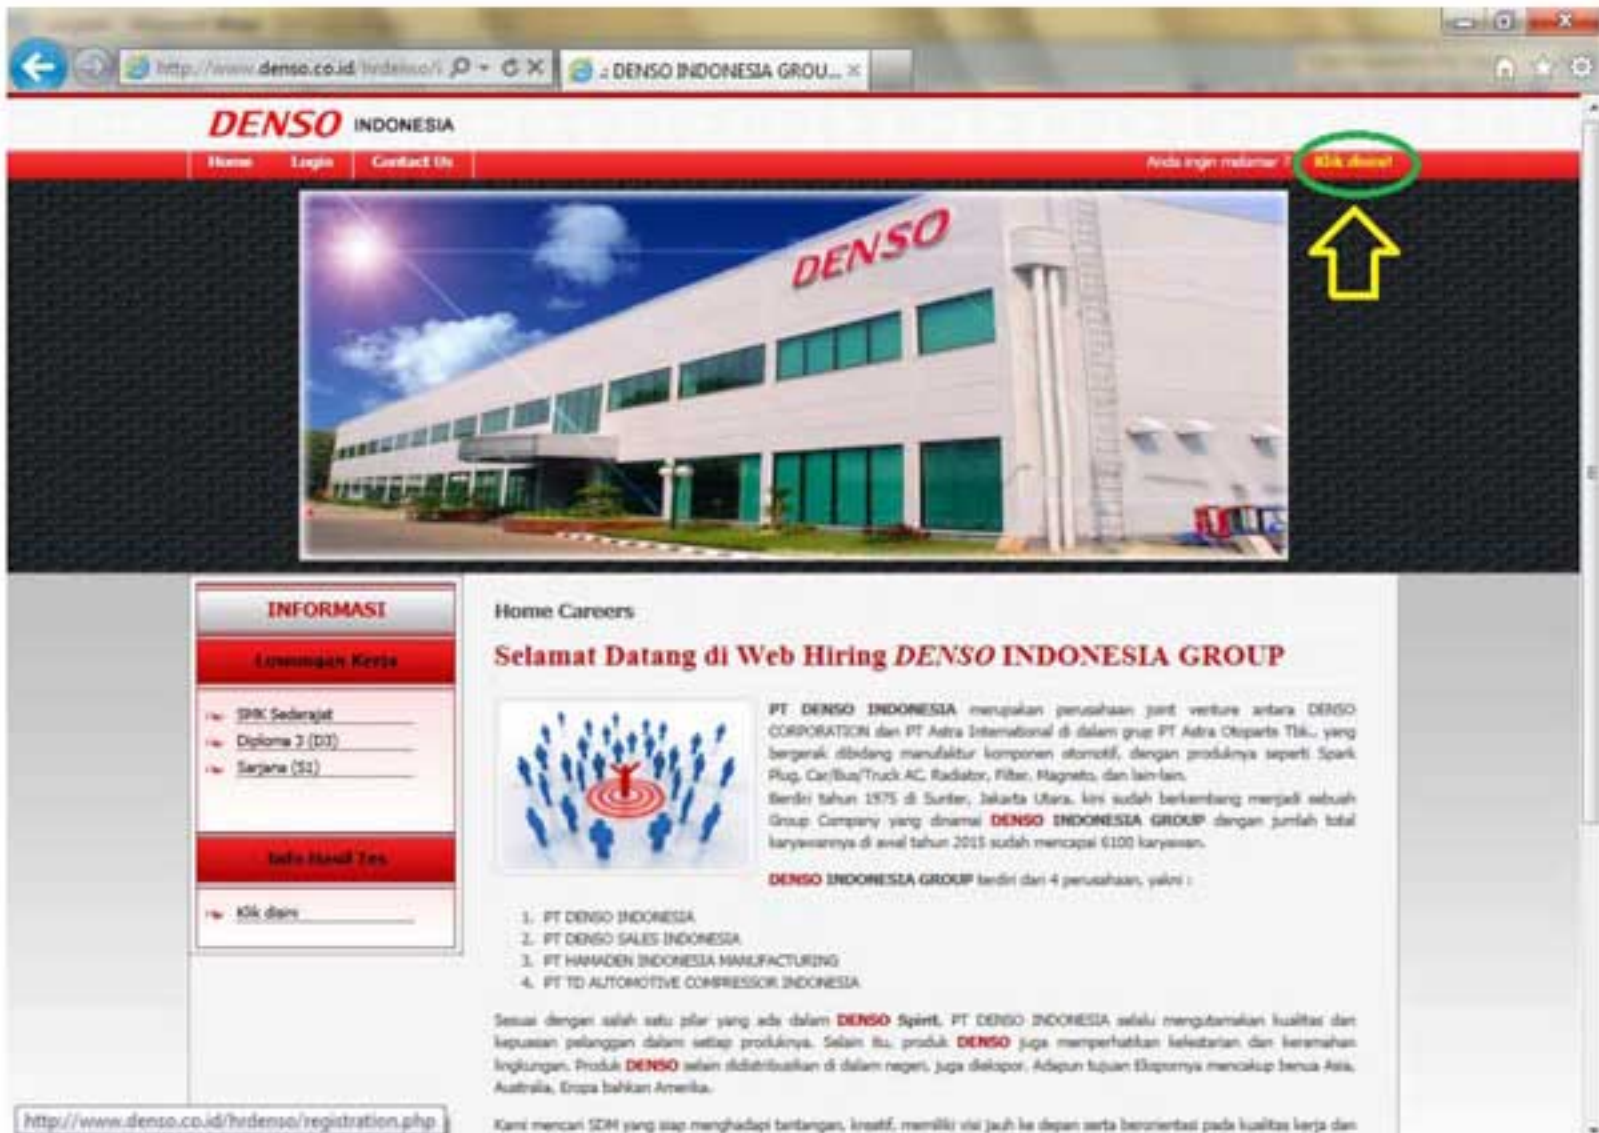 http://www.denso.co.id/hrdenso/i
.: DENSO INDONESIA GROU...
DENSO INDONESIA
Home Login Contact Us
Anda ingin melamar ? Klik disini!
DENSO
INFORMASI
Lowongan Kerja
SMK Sederajat
Diploma 3 (D3)
Sarjana (S1)
Info Hasil Tes
Klik disini
Home Careers
Selamat Datang di Web Hiring DENSO INDONESIA GROUP
PT DENSO INDONESIA merupakan perusahaan joint venture antara DENSO
CORPORATION dan PT Astra International di dalam grup PT Astra Otoparts Tbk., yang
bergerak dibidang manufaktur komponen otomotif, dengan produknya seperti Spark
Plug, Car/Bus/Truck AC, Radiator, Filter, Magneto, dan lain-lain.
Berdiri tahun 1975 di Sunter, Jakarta Utara, kini sudah berkembang menjadi sebuah
Group Company yang dinamai DENSO INDONESIA GROUP dengan jumlah total
karyawannya di awal tahun 2015 sudah mencapai 6100 karyawan.
DENSO INDONESIA GROUP terdiri dari 4 perusahaan, yakni :
1. PT DENSO INDONESIA
2. PT DENSO SALES INDONESIA
3. PT HAMADEN INDONESIA MANUFACTURING
4. PT TD AUTOMOTIVE COMPRESSOR INDONESIA
Sesuai dengan salah satu pilar yang ada dalam DENSO Spirit, PT DENSO INDONESIA selalu mengutamakan kualitas dan
kepuasan pelanggan dalam setiap produknya. Selain itu, produk DENSO juga memperhatikan kelestarian dan keramahan
lingkungan. Produk DENSO selain didistribusikan di dalam negeri, juga diekspor. Adapun tujuan Ekspornya mencakup benua Asia,
Australia, Eropa bahkan Amerika.
Kami mencari SDM yang siap menghadapi tantangan, kreatif, memiliki visi jauh ke depan serta berorientasi pada kualitas kerja dan
http://www.denso.co.id/hrdenso/registration.php